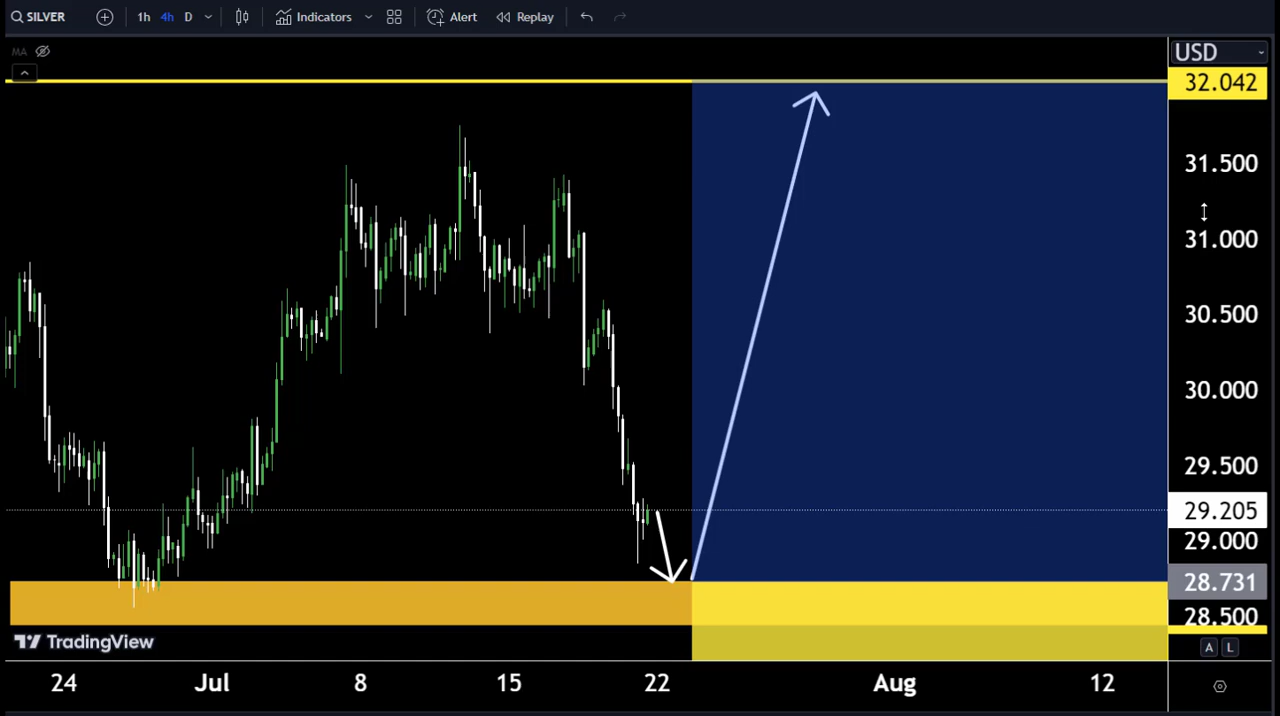 SILVER 1h 4h D Indicators Alert Replay
MA
USD
32.042
31.500
31.000
30.500
30.000
29.500
29.205
29.000
28.731
28.500
TradingView
A L
24 Jul 8 15 22 Aug 12